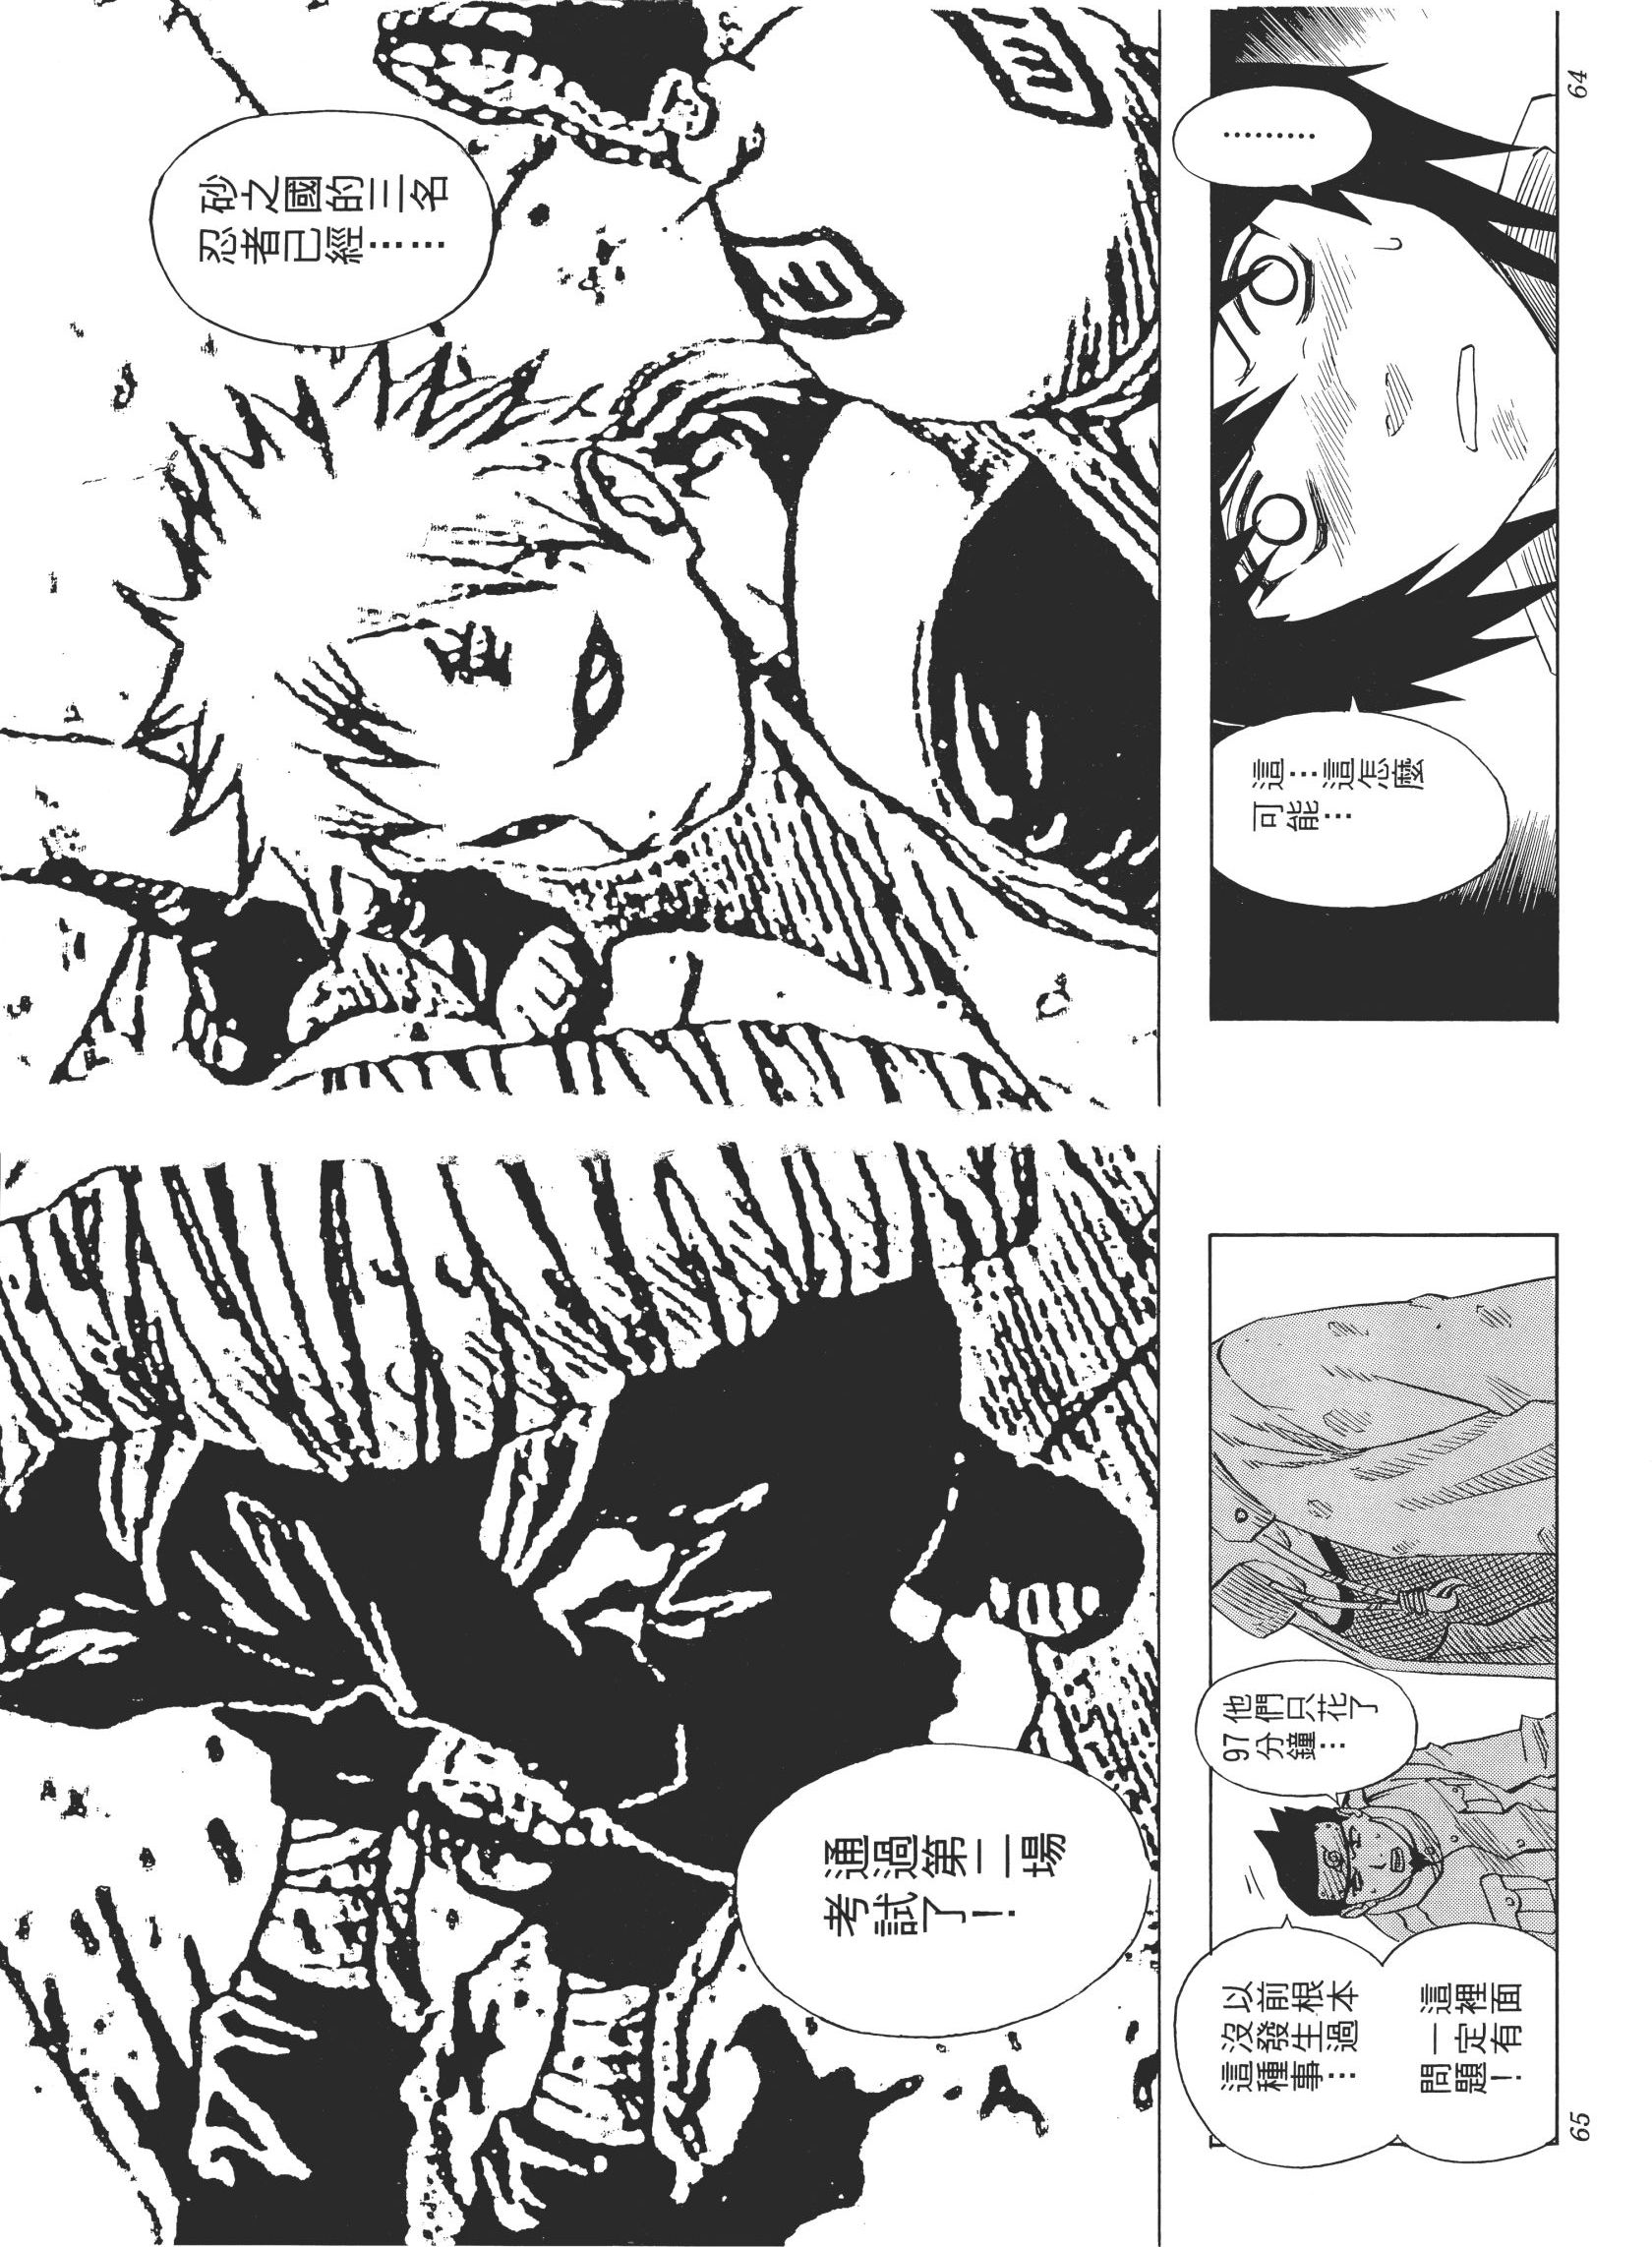 砂之國的三名
忍者已經……
通過第二場
考試了！
………
這…這怎麼
可能…
64
他們只花了
97分鐘…
以前根本
沒發生過
這種事…
這裡面
一定有
問題！
65